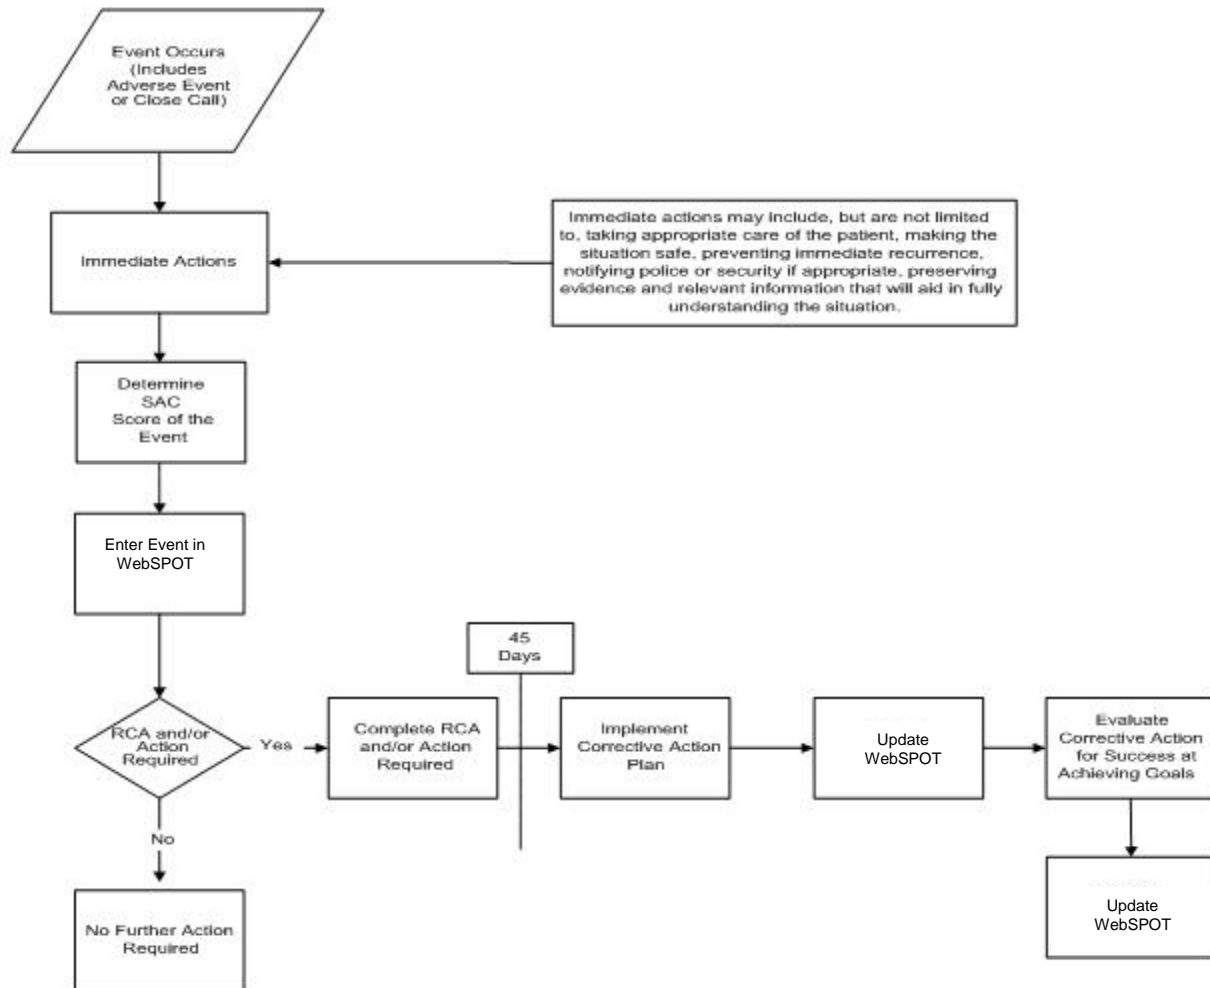 Event Occurs
(Includes
Adverse Event
or Close Call)
Immediate Actions
Immediate actions may include, but are not limited
to, taking appropriate care of the patient, making the
situation safe, preventing immediate recurrence,
notifying police or security if appropriate, preserving
evidence and relevant information that will aid in fully
understanding the situation.
Determine
SAC
Score of the
Event
Enter Event in
WebSPOT
45
Days
RCA and/or
Action
Required
Yes
Complete RCA
and/or Action
Required
Implement
Corrective Action
Plan
Update
WebSPOT
Evaluate
Corrective Action
for Success at
Achieving Goals
No
No Further Action
Required
Update
WebSPOT